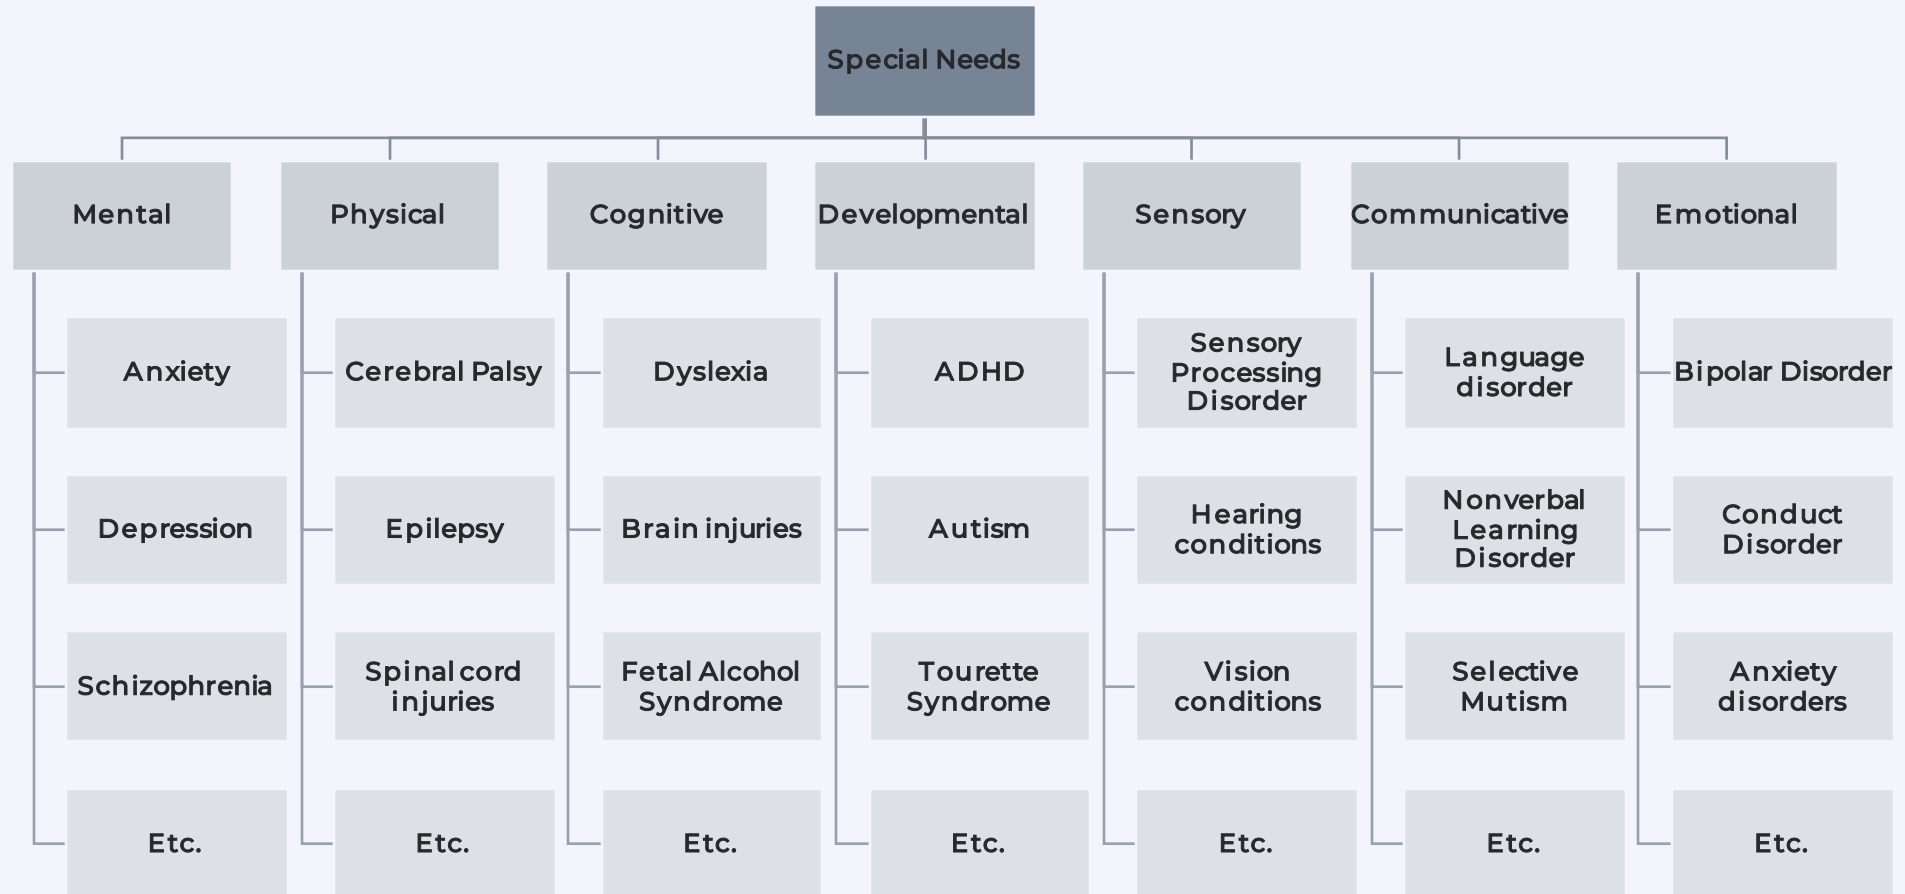 Special Needs
Mental
Physical
Cognitive
Developmental
Sensory
Communicative
Emotional
Anxiety
Cerebral Palsy
Dyslexia
ADHD
Sensory
Processing
Disorder
Language
disorder
Bipolar Disorder
Depression
Epilepsy
Brain injuries
Autism
Hearing
conditions
Nonverbal
Learning
Disorder
Conduct
Disorder
Schizophrenia
Spinal cord
injuries
Fetal Alcohol
Syndrome
Tourette
Syndrome
Vision
conditions
Selective
Mutism
Anxiety
disorders
Etc.
Etc.
Etc.
Etc.
Etc.
Etc.
Etc.